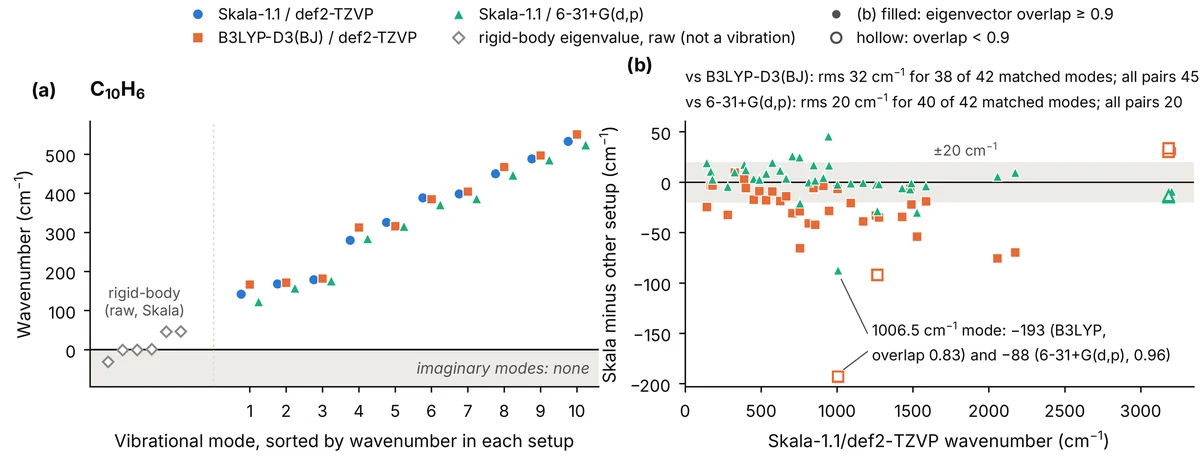 Skala-1.1 / def2-TZVP
B3LYP-D3(BJ) / def2-TZVP
Skala-1.1 / 6-31+G(d,p)
rigid-body eigenvalue, raw (not a vibration)
(b) filled: eigenvector overlap ≥ 0.9
hollow: overlap < 0.9
(a) C₁₀H₆
Wavenumber (cm⁻¹)
500
400
300
200
100
0
rigid-body
(raw, Skala)
imaginary modes: none
1 2 3 4 5 6 7 8 9 10
Vibrational mode, sorted by wavenumber in each setup
(b)
vs B3LYP-D3(BJ): rms 32 cm⁻¹ for 38 of 42 matched modes; all pairs 45
vs 6-31+G(d,p): rms 20 cm⁻¹ for 40 of 42 matched modes; all pairs 20
Skala minus other setup (cm⁻¹)
50
0
−50
−100
−150
−200
±20 cm⁻¹
1006.5 cm⁻¹ mode: −193 (B3LYP,
overlap 0.83) and −88 (6-31+G(d,p), 0.96)
0 500 1000 1500 2000 2500 3000
Skala-1.1/def2-TZVP wavenumber (cm⁻¹)